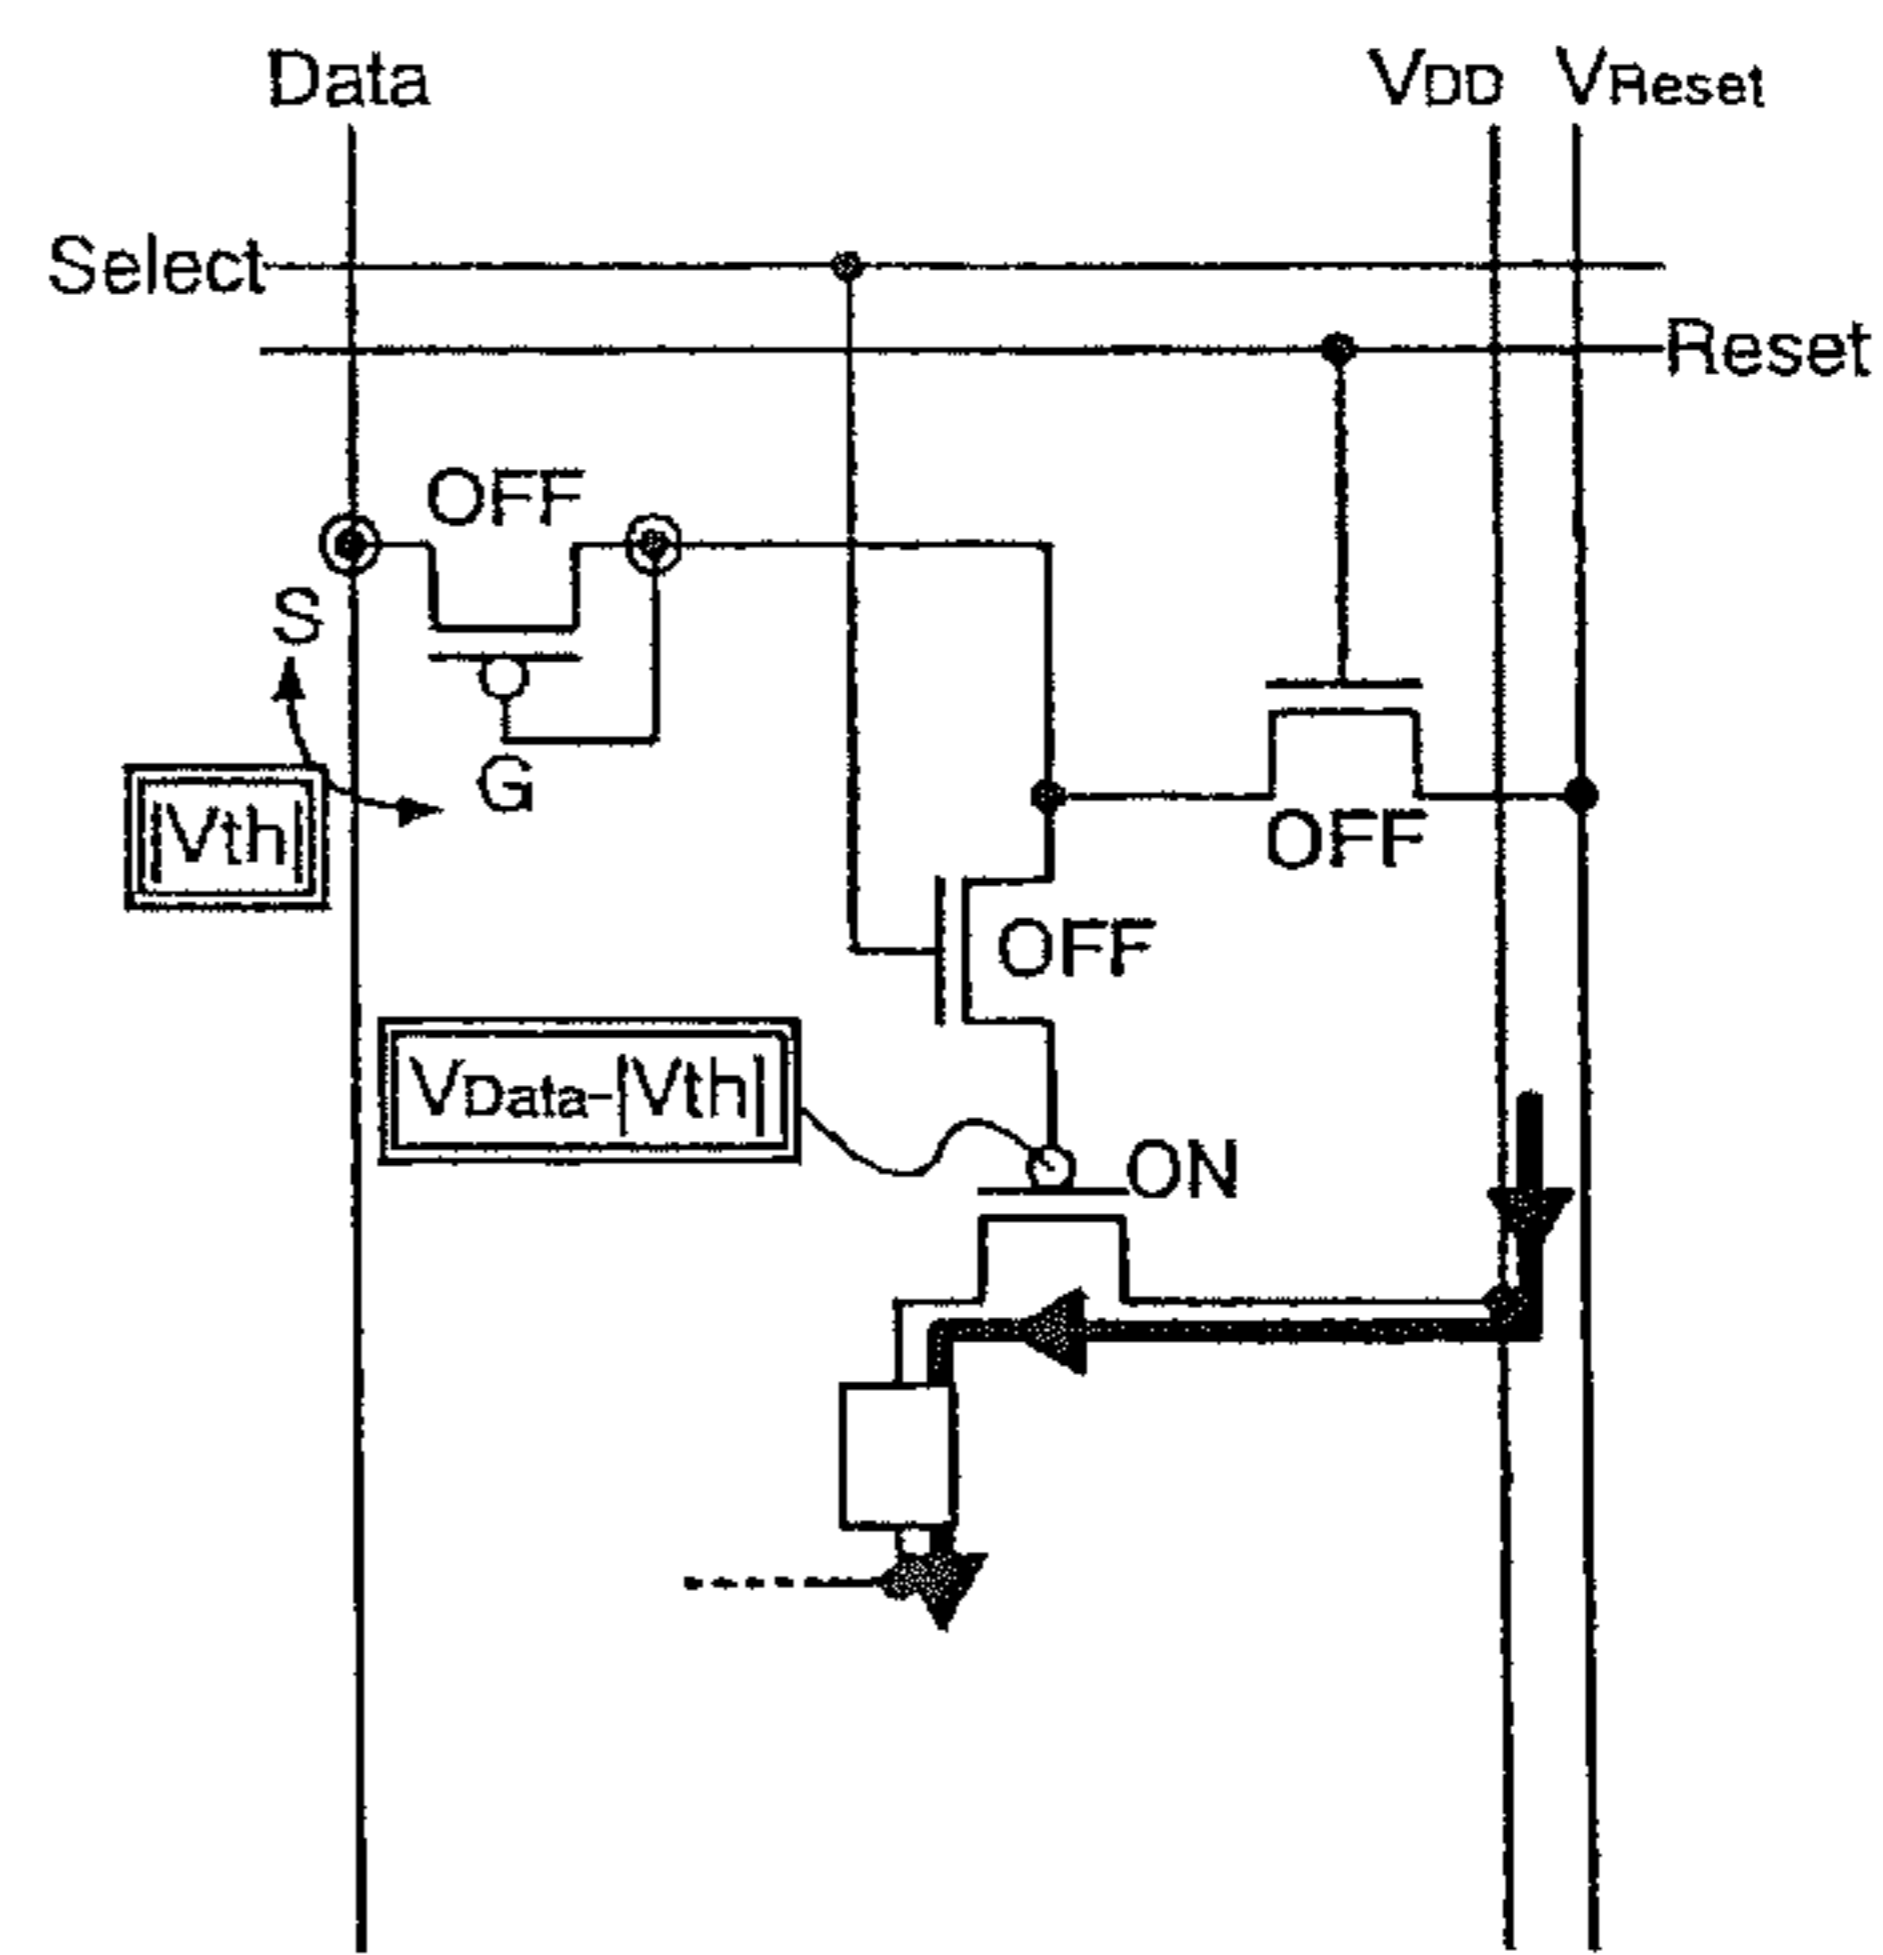 Data
VDD
VReset
Select
Reset
OFF
S
G
|Vth|
OFF
OFF
VData-|Vth|
ON